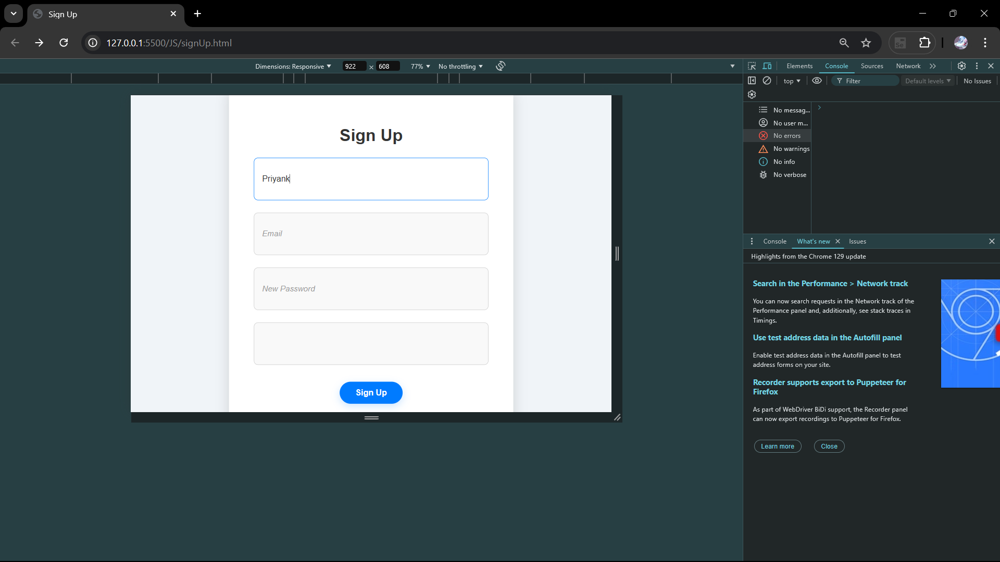 Sign Up
127.0.0.1:5500/JS/signUp.html
Se
Dimensions: Responsive 922 × 608 77% No throttling
Elements Console Sources Network
top Filter Default levels No Issues
No messag...
No user m...
No errors
No warnings
No info
No verbose
Sign Up
Priyank
Email
New Password
Sign Up
Console What's new Issues
Highlights from the Chrome 129 update
Search in the Performance > Network track
You can now search requests in the Network track of the
Performance panel and, additionally, see stack traces in
Timings.
Use test address data in the Autofill panel
Enable test address data in the Autofill panel to test
address forms on your site.
Recorder supports export to Puppeteer for
Firefox
As part of WebDriver BiDi support, the Recorder panel
can now export recordings to Puppeteer for Firefox.
Learn more Close